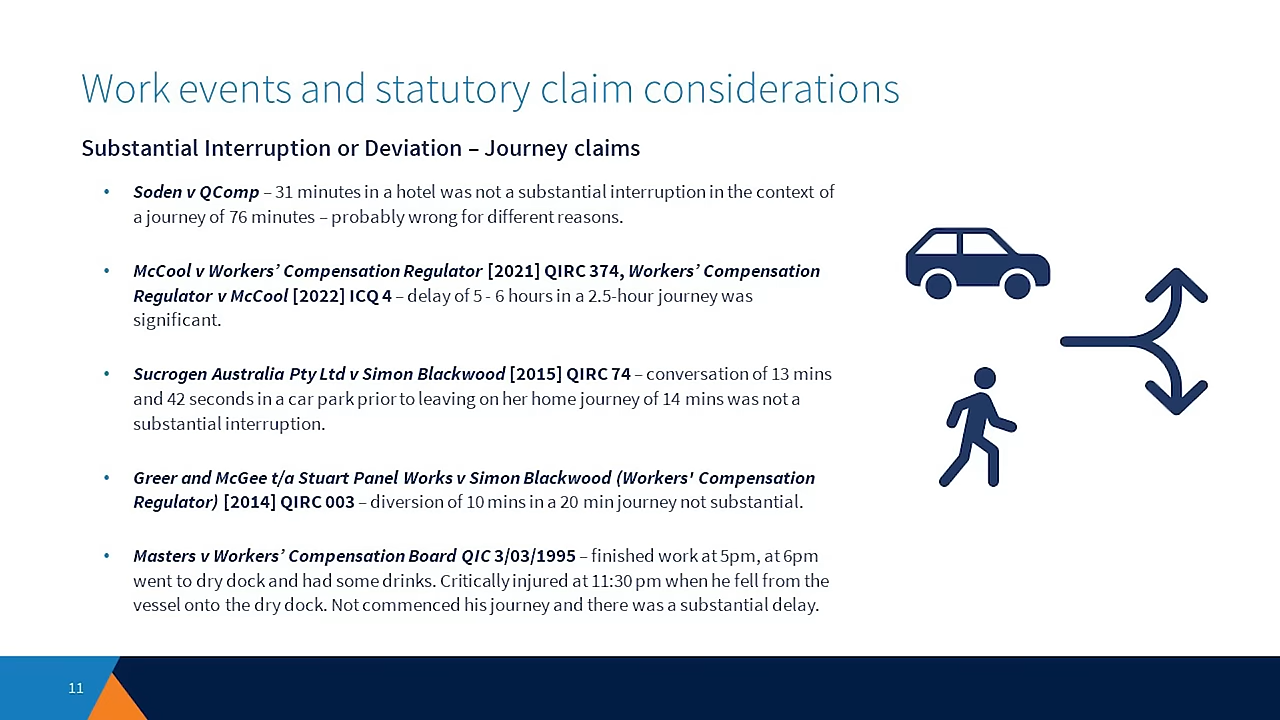 Work events and statutory claim considerations
Substantial Interruption or Deviation – Journey claims
• Soden v QComp – 31 minutes in a hotel was not a substantial interruption in the context of
a journey of 76 minutes – probably wrong for different reasons.
• McCool v Workers’ Compensation Regulator [2021] QIRC 374, Workers’ Compensation
Regulator v McCool [2022] ICQ 4 – delay of 5 - 6 hours in a 2.5-hour journey was
significant.
• Sucrogen Australia Pty Ltd v Simon Blackwood [2015] QIRC 74 – conversation of 13 mins
and 42 seconds in a car park prior to leaving on her home journey of 14 mins was not a
substantial interruption.
• Greer and McGee t/a Stuart Panel Works v Simon Blackwood (Workers' Compensation
Regulator) [2014] QIRC 003 – diversion of 10 mins in a 20 min journey not substantial.
• Masters v Workers’ Compensation Board QIC 3/03/1995 – finished work at 5pm, at 6pm
went to dry dock and had some drinks. Critically injured at 11:30 pm when he fell from the
vessel onto the dry dock. Not commenced his journey and there was a substantial delay.
11